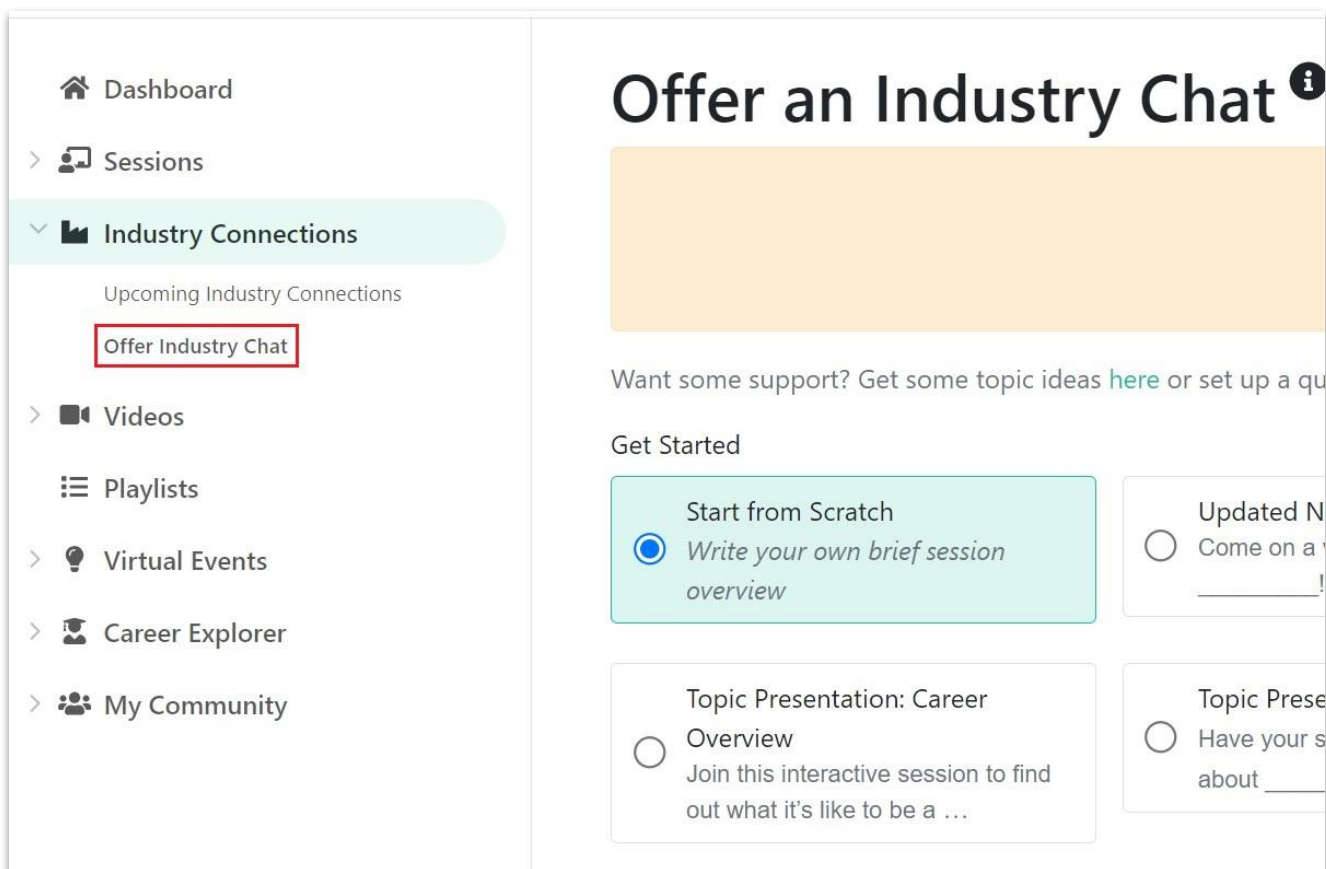 Dashboard
Sessions
Industry Connections
Upcoming Industry Connections
Offer Industry Chat
Videos
Playlists
Virtual Events
Career Explorer
My Community
Offer an Industry Chat
Want some support? Get some topic ideas here or set up a qu
Get Started
Start from Scratch
Write your own brief session
overview
Updated N
Come on a
__________!
Topic Presentation: Career
Overview
Join this interactive session to find
out what it's like to be a …
Topic Prese
Have your s
about _____